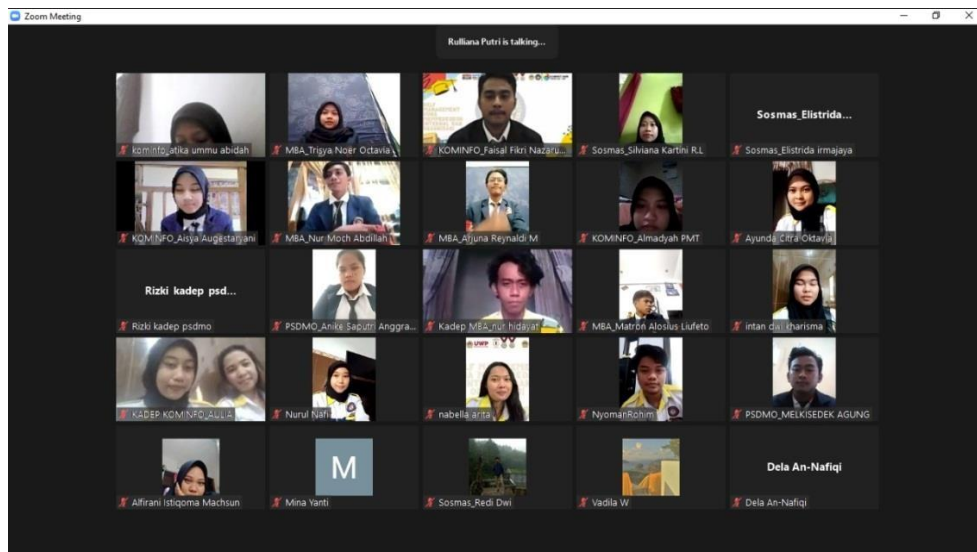 Zoom Meeting
Rulliana Putri is talking...
kominfo_atika ummu abidah
MBA_Trisya Noer Octavia
KOMINFO_Faisal Fikri Nazaru...
Sosmas_Silviana Kartini R.L
Sosmas_Elistrida...
Sosmas_Elistrida irmajaya
KOMINFO_Aisya Augestaryani
MBA_Nur Moch Abdillah
MBA_Arjuna Reynaldi M
KOMINFO_Almadyah PMT
Ayunda Citra Oktavia
Rizki kadep psd...
Rizki kadep psdmo
PSDMO_Anike Saputri Anggra...
Kadep MBA_nur hidayat
MBA_Matron Alosius Liufeto
intan dwi kharisma
KADEP KOMINFO_AULIA
Nurul Nafi
UWP
nabella arita
NyomanRohim
PSDMO_MELKISEDEK AGUNG
Alfirani Istiqoma Machsun
M
Mina Yanti
Sosmas_Redi Dwi
Vadila W
Dela An-Nafiqi
Dela An-Nafiqi